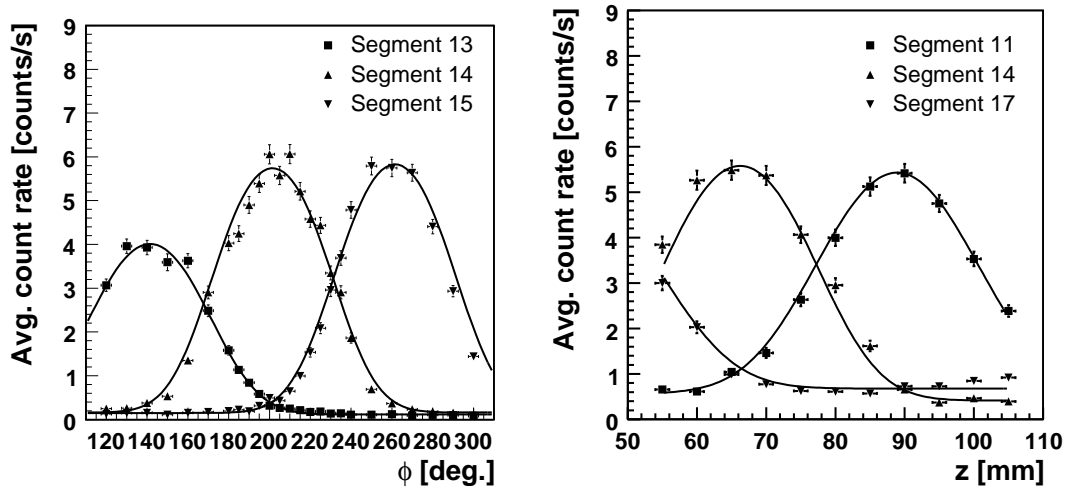 Avg. count rate [counts/s]
9
8
7
6
5
4
3
2
1
0
Segment 13
Segment 14
Segment 15
120 140 160 180 200 220 240 260 280 300
ϕ [deg.]
Avg. count rate [counts/s]
9
8
7
6
5
4
3
2
1
0
Segment 11
Segment 14
Segment 17
50 60 70 80 90 100 110
z [mm]